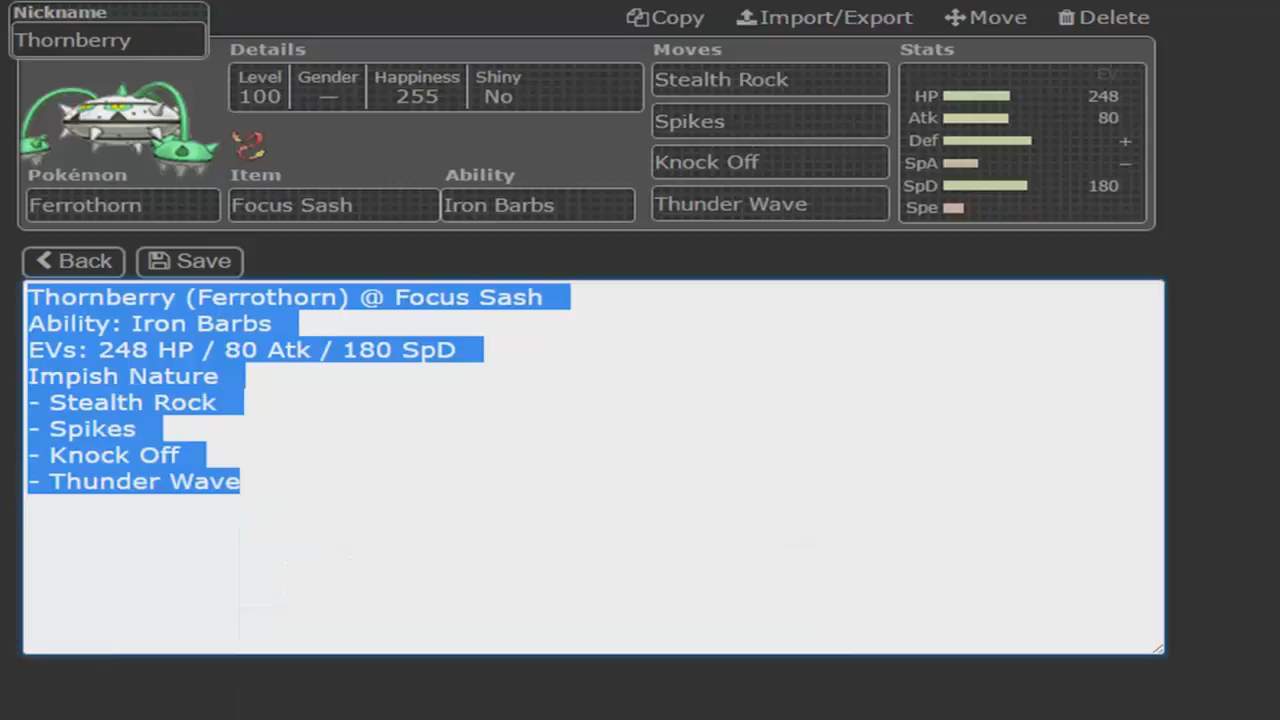 Nickname
Thornberry
Copy Import/Export Move Delete
Details
Level Gender Happiness Shiny
100 — 255 No
Moves
Stealth Rock
Spikes
Knock Off
Thunder Wave
Stats
EV
HP 248
Atk 80
Def +
SpA −
SpD 180
Spe
Pokémon
Ferrothorn
Item
Focus Sash
Ability
Iron Barbs
Back Save
Thornberry (Ferrothorn) @ Focus Sash
Ability: Iron Barbs
EVs: 248 HP / 80 Atk / 180 SpD
Impish Nature
- Stealth Rock
- Spikes
- Knock Off
- Thunder Wave